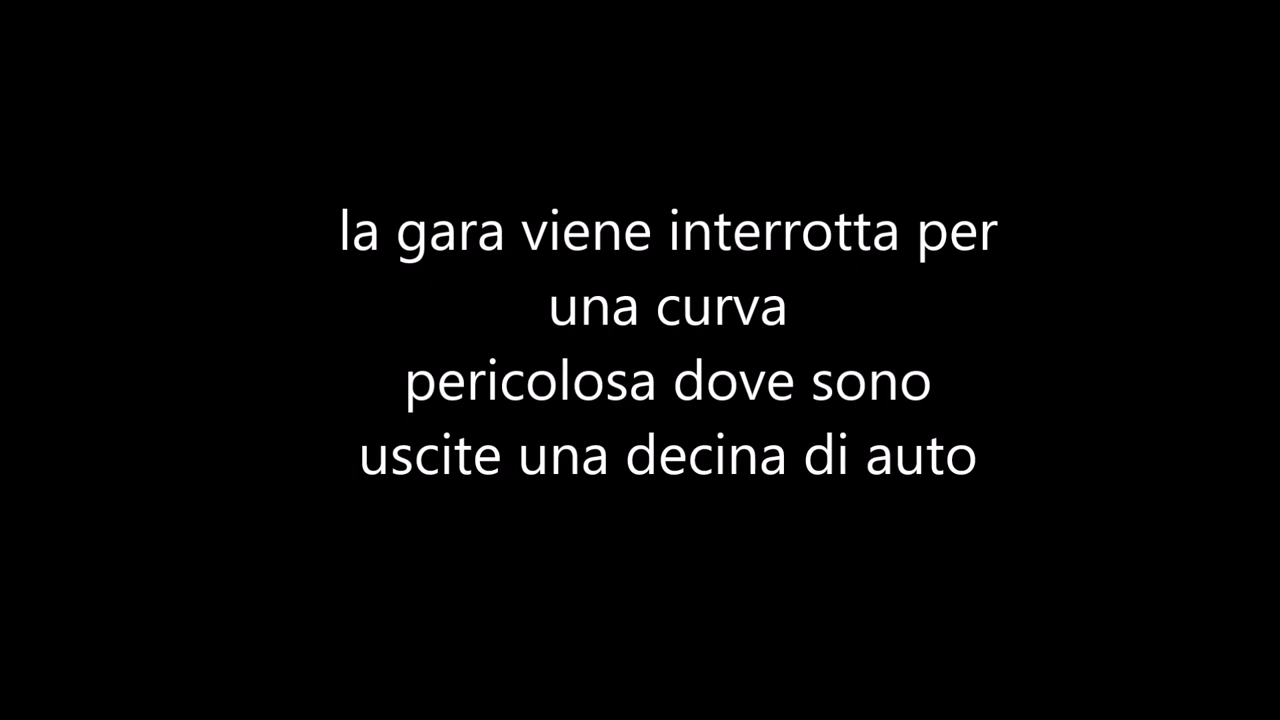 la gara viene interrotta per
una curva
pericolosa dove sono
uscite una decina di auto